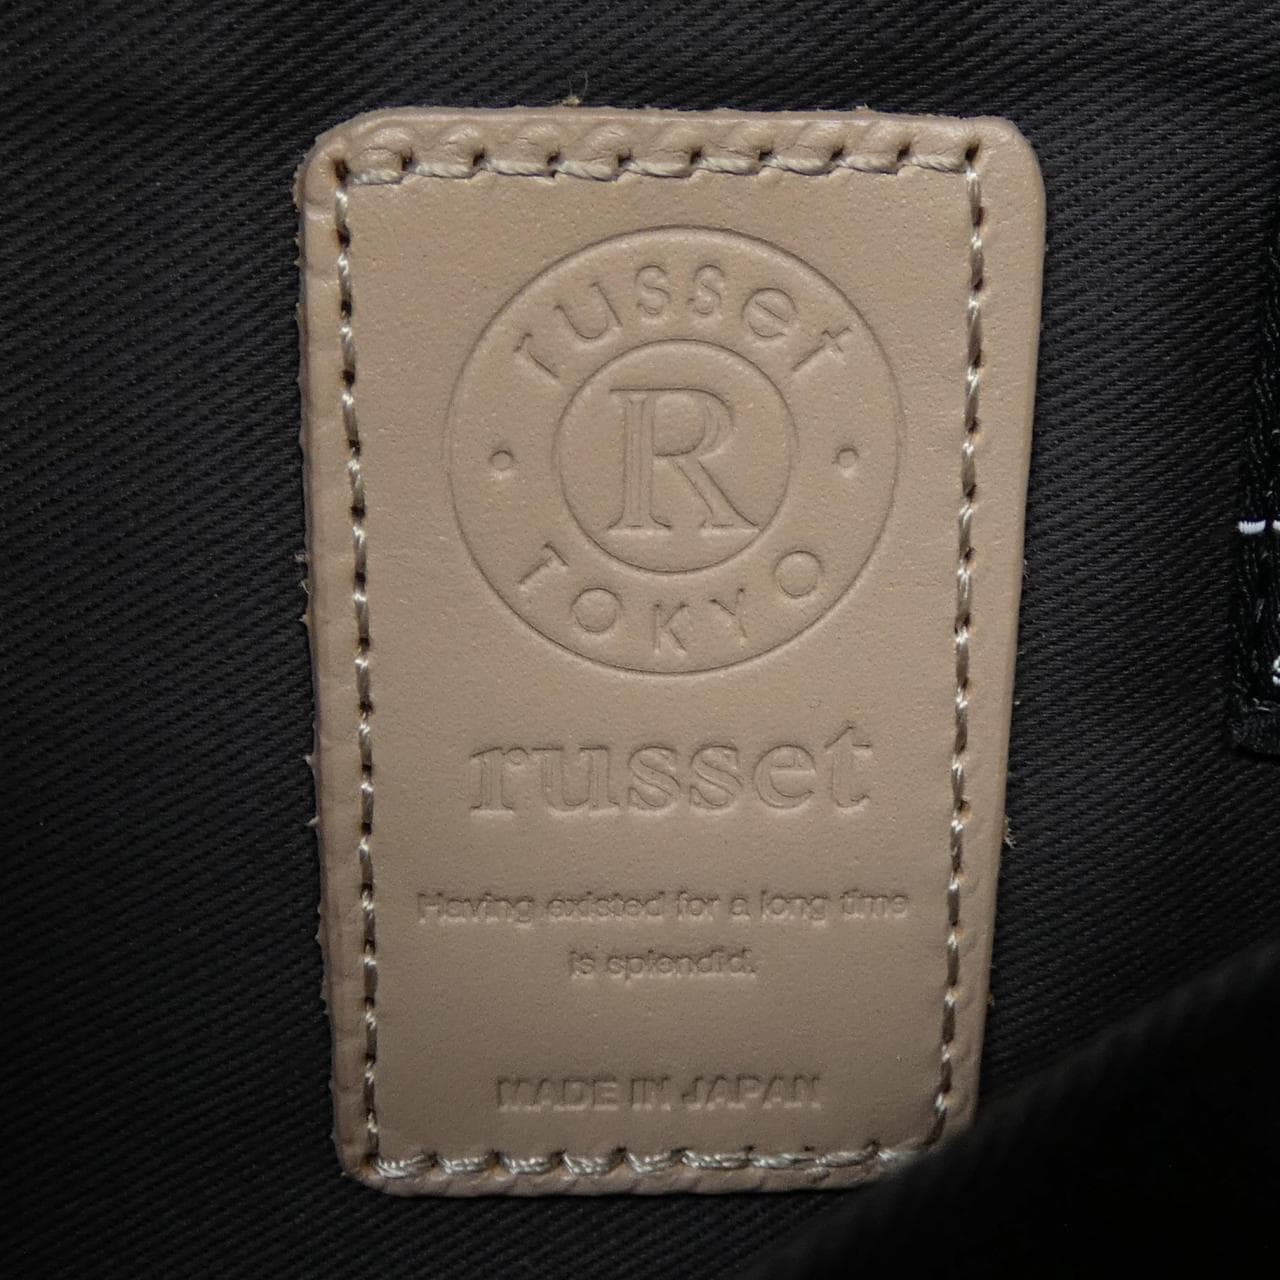 russet
R
TOKYO
russet
Having existed for a long time
is splendid.
MADE IN JAPAN